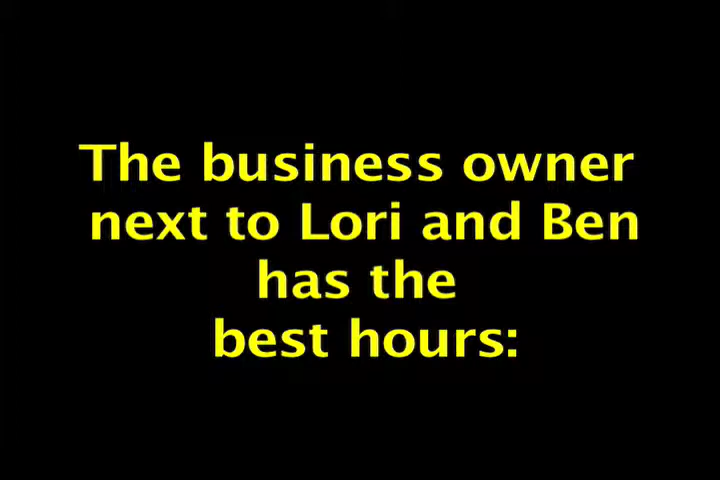 The business owner
next to Lori and Ben
has the
best hours: